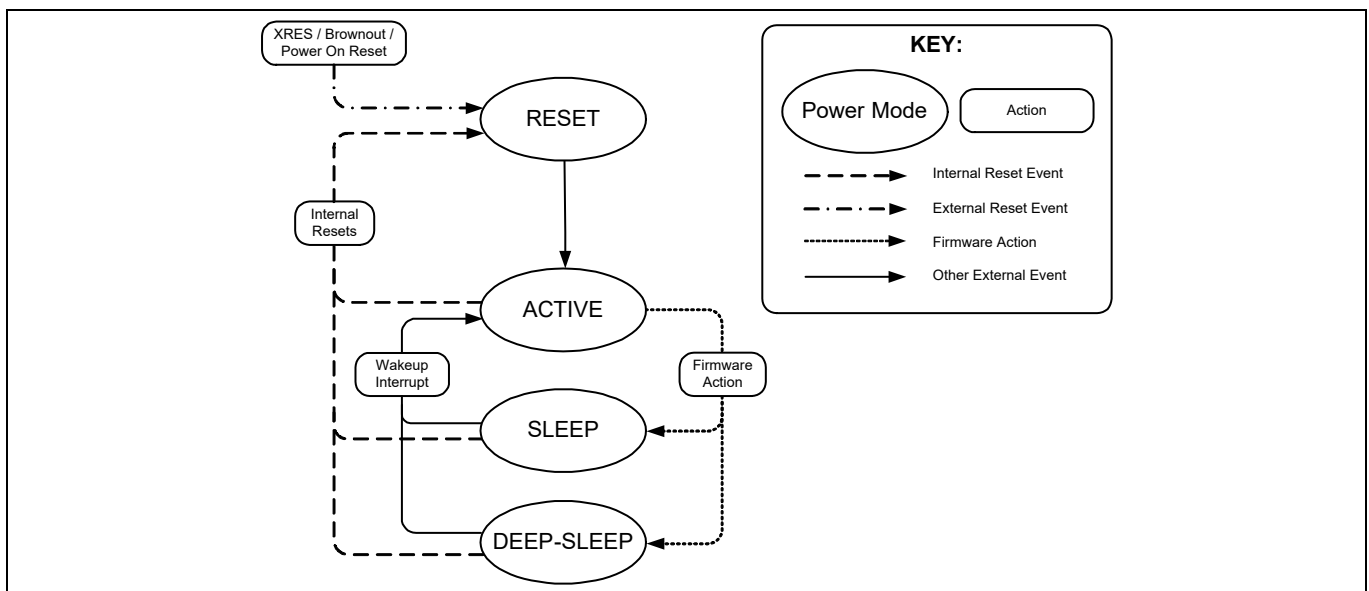 XRES / Brownout /
Power On Reset
RESET
Internal
Resets
ACTIVE
Wakeup
Interrupt
Firmware
Action
SLEEP
DEEP-SLEEP
KEY:
Power Mode
Action
Internal Reset Event
External Reset Event
Firmware Action
Other External Event